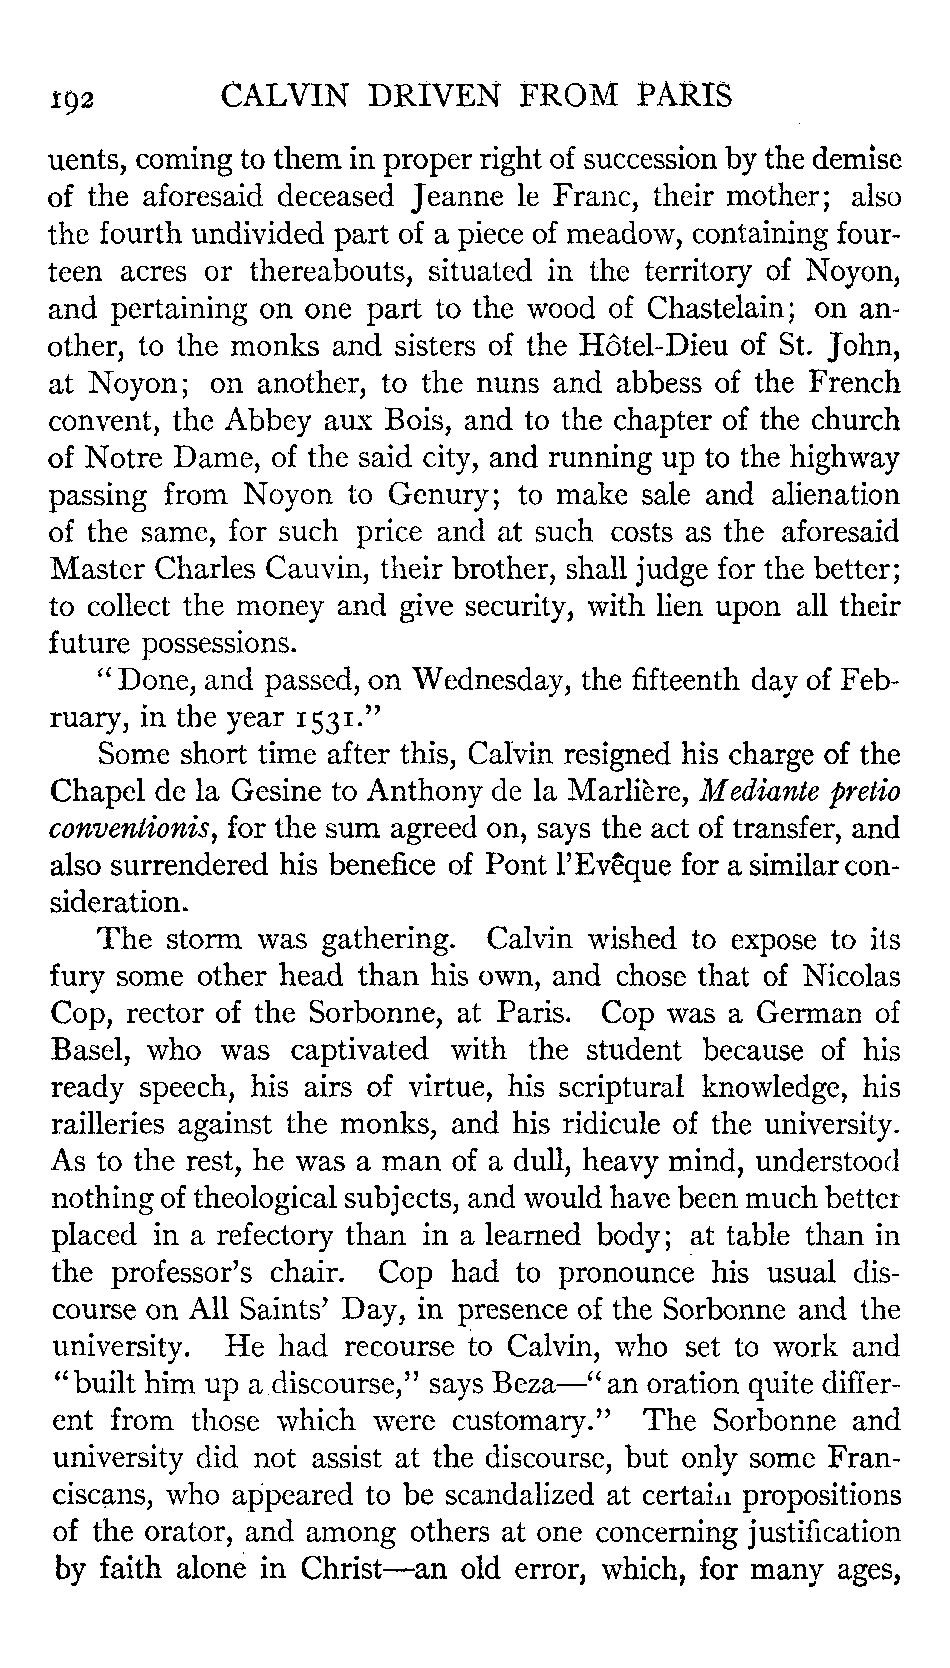 192 CALVIN DRIVEN FROM PARIS
uents, coming to them in proper right of succession by the demise
of the aforesaid deceased Jeanne le Franc, their mother; also
the fourth undivided part of a piece of meadow, containing four-
teen acres or thereabouts, situated in the territory of Noyon,
and pertaining on one part to the wood of Chastelain; on an-
other, to the monks and sisters of the Hôtel-Dieu of St. John,
at Noyon; on another, to the nuns and abbess of the French
convent, the Abbey aux Bois, and to the chapter of the church
of Notre Dame, of the said city, and running up to the highway
passing from Noyon to Genury; to make sale and alienation
of the same, for such price and at such costs as the aforesaid
Master Charles Cauvin, their brother, shall judge for the better;
to collect the money and give security, with lien upon all their
future possessions.
"Done, and passed, on Wednesday, the fifteenth day of Feb-
ruary, in the year 1531."
Some short time after this, Calvin resigned his charge of the
Chapel de la Gesine to Anthony de la Marlière, Mediante pretio
conventionis, for the sum agreed on, says the act of transfer, and
also surrendered his benefice of Pont l'Evêque for a similar con-
sideration.
The storm was gathering. Calvin wished to expose to its
fury some other head than his own, and chose that of Nicolas
Cop, rector of the Sorbonne, at Paris. Cop was a German of
Basel, who was captivated with the student because of his
ready speech, his airs of virtue, his scriptural knowledge, his
railleries against the monks, and his ridicule of the university.
As to the rest, he was a man of a dull, heavy mind, understood
nothing of theological subjects, and would have been much better
placed in a refectory than in a learned body; at table than in
the professor's chair. Cop had to pronounce his usual dis-
course on All Saints' Day, in presence of the Sorbonne and the
university. He had recourse to Calvin, who set to work and
"built him up a discourse," says Beza—"an oration quite differ-
ent from those which were customary." The Sorbonne and
university did not assist at the discourse, but only some Fran-
ciscans, who appeared to be scandalized at certain propositions
of the orator, and among others at one concerning justification
by faith alone in Christ—an old error, which, for many ages,